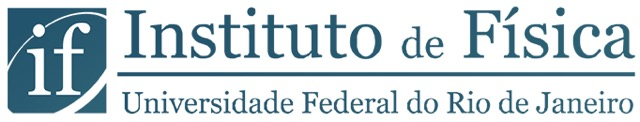 if
Instituto de Física
Universidade Federal do Rio de Janeiro